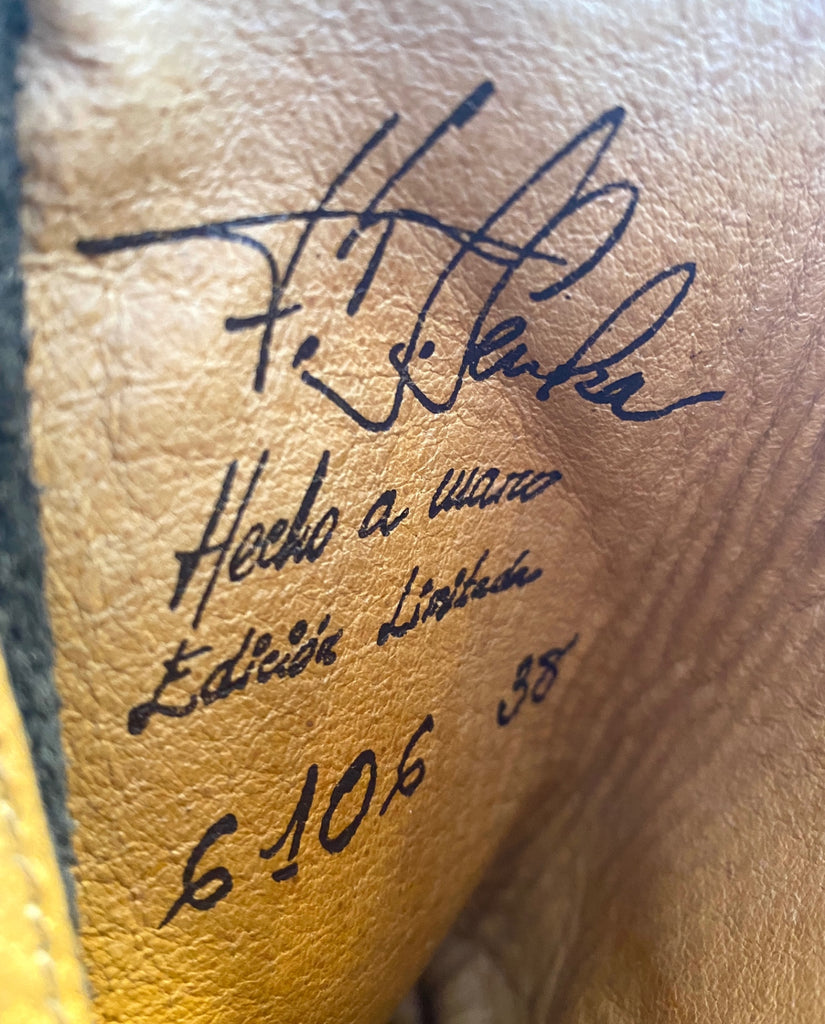 Hecho a mano
Edición Limitada
6106 38